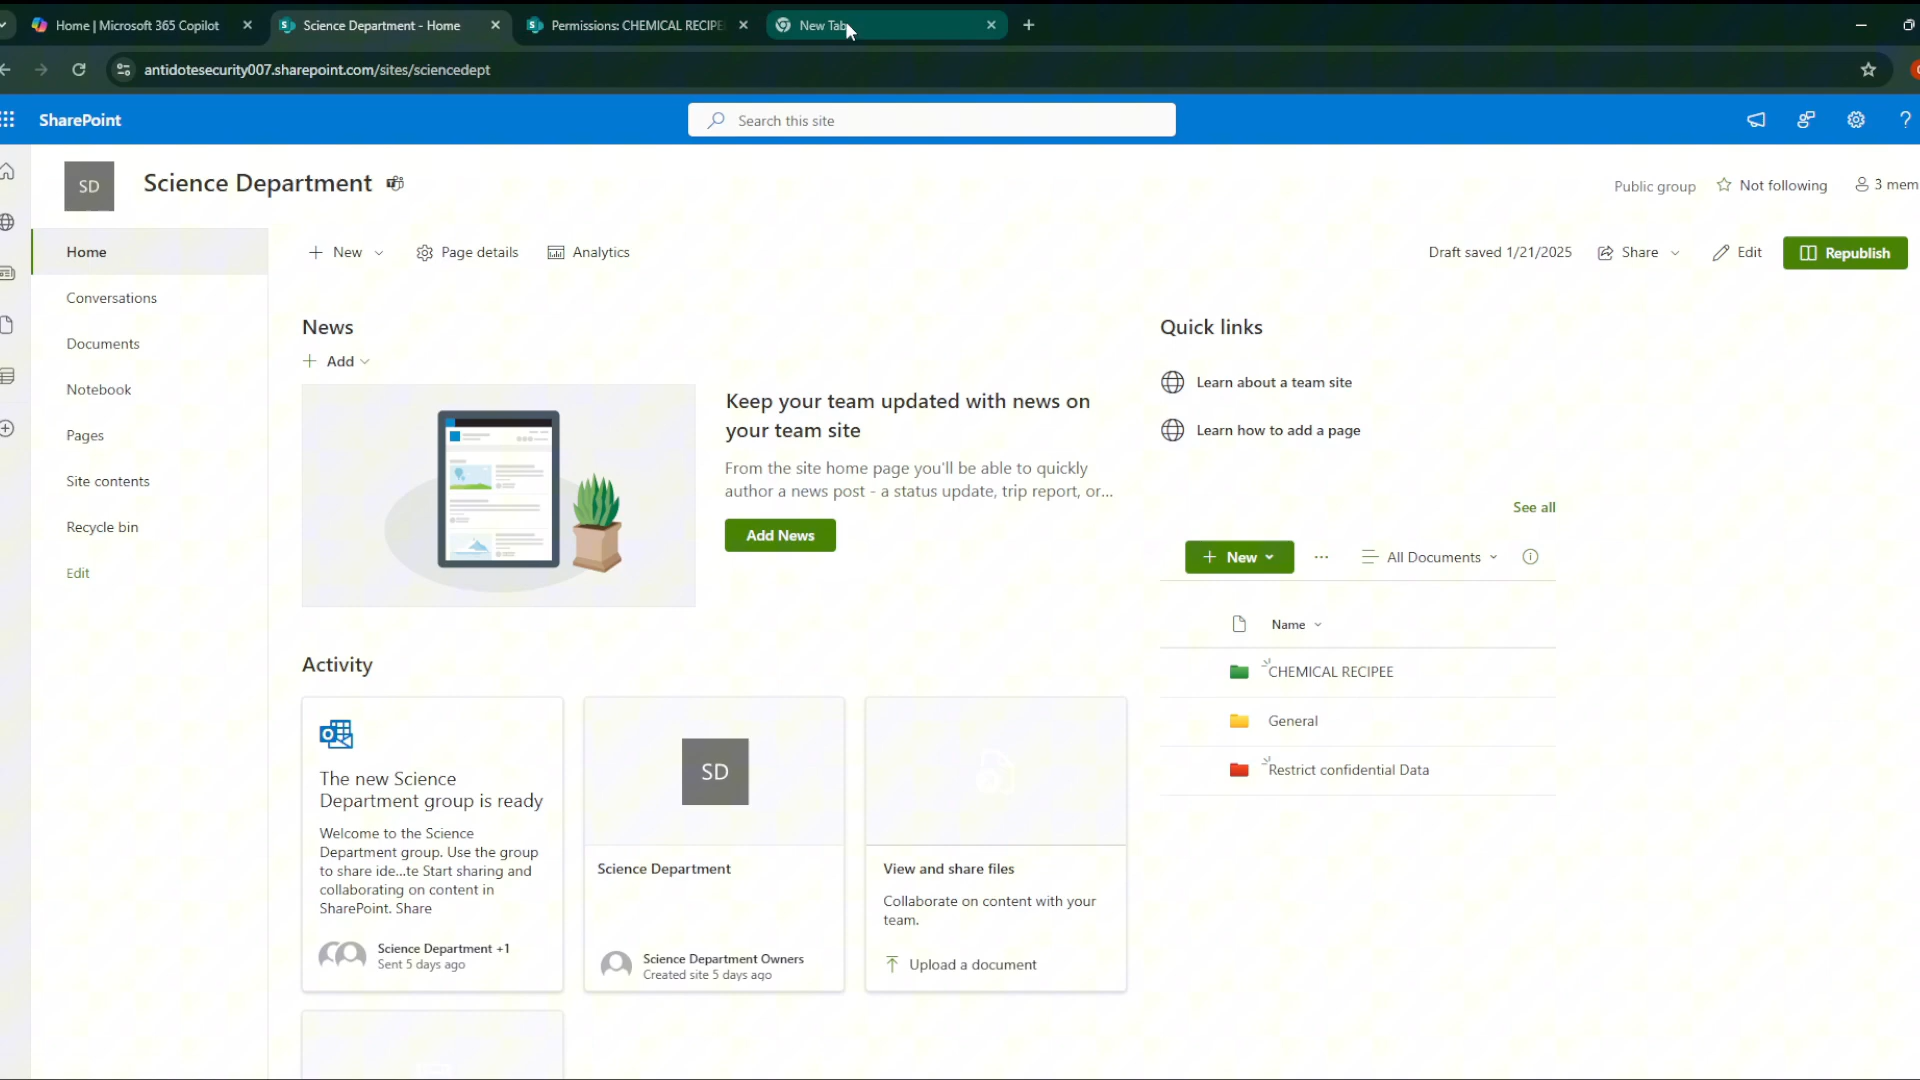 Home | Microsoft 365 Copilot
Science Department - Home
Permissions: CHEMICAL RECIPE
New Tab
antidotesecurity007.sharepoint.com/sites/sciencedept
SharePoint
Search this site
?
SD
Science Department
Public group
Not following
3 mem
Home
Conversations
Documents
Notebook
Pages
Site contents
Recycle bin
Edit
New
Page details
Analytics
Draft saved 1/21/2025
Share
Edit
Republish
News
Add
Keep your team updated with news on
your team site
From the site home page you'll be able to quickly
author a news post - a status update, trip report, or...
Add News
Quick links
Learn about a team site
Learn how to add a page
See all
New
...
All Documents
Name
CHEMICAL RECIPEE
General
Restrict confidential Data
Activity
The new Science
Department group is ready
Welcome to the Science
Department group. Use the group
to share ide...te Start sharing and
collaborating on content in
SharePoint. Share
Science Department +1
Sent 5 days ago
SD
Science Department
Science Department Owners
Created site 5 days ago
View and share files
Collaborate on content with your
team.
Upload a document